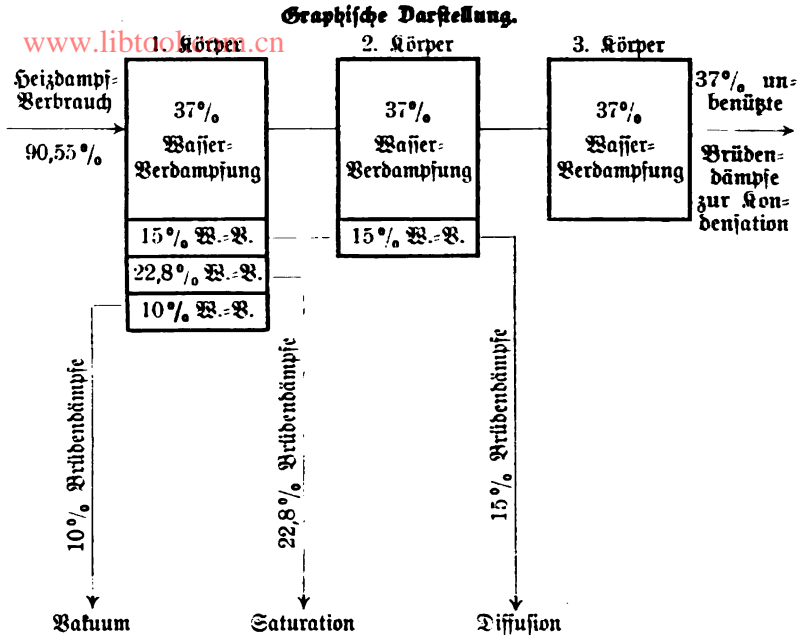 Graphische Darstellung.
www.libtool.com.cn
1. Körper
2. Körper
3. Körper
Heizdampf=
Verbrauch
90,55%
37%
Wasser=
Verdampfung
15% W.=V.
22,8% W.=V.
10% W.=V.
37%
Wasser=
Verdampfung
15% W.=V.
37%
Wasser=
Verdampfung
37% un=
benützte
Brüden=
dämpfe
zur Kon=
densation
10% Brüdendämpfe
22,8% Brüdendämpfe
15% Brüdendämpfe
Vakuum
Saturation
Diffusion